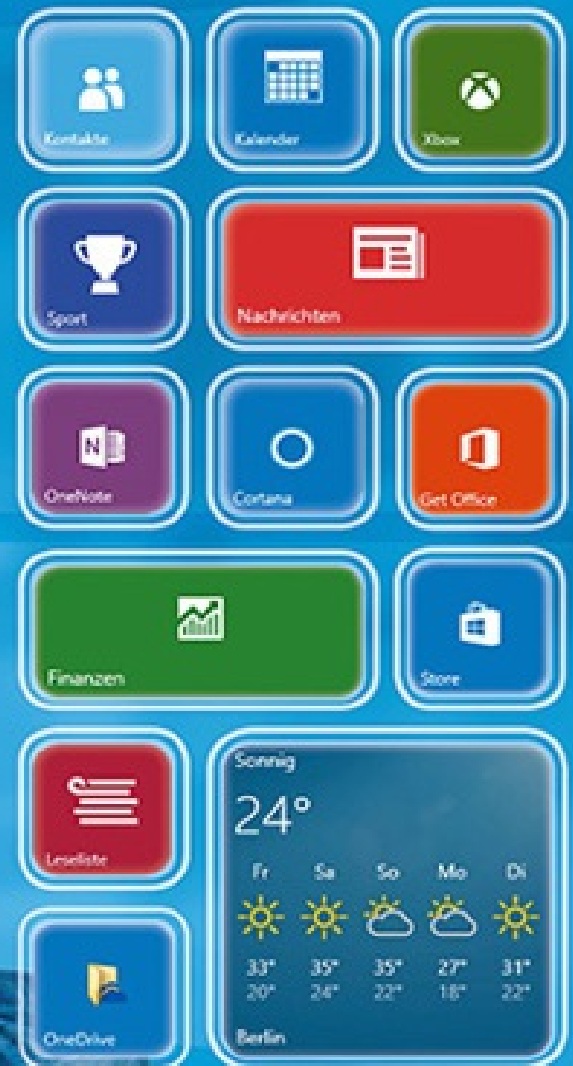 Kontakte
Kalender
Xbox
Sport
Nachrichten
OneNote
Cortana
Get Office
Finanzen
Store
Leseliste
Sonnig
24°
Fr Sa So Mo Di
33° 35° 35° 27° 31°
20° 24° 22° 18° 22°
Berlin
OneDrive